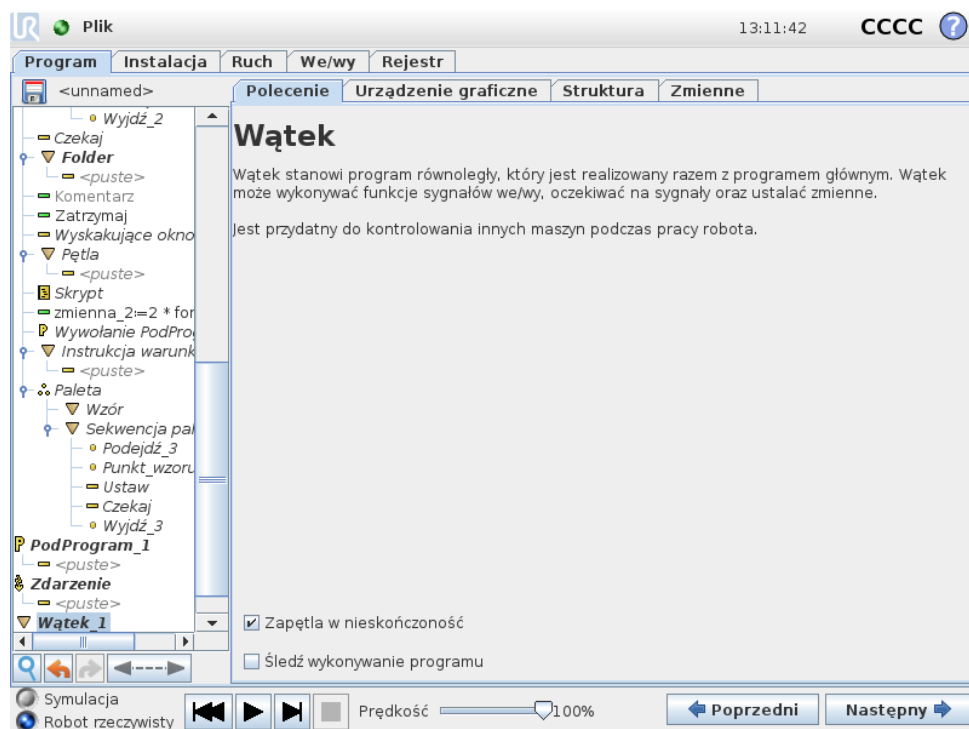 UR Plik 13:11:42 CCCC ?
Program Instalacja Ruch We/wy Rejestr
<unnamed>
Polecenie Urządzenie graficzne Struktura Zmienne
Wyjdź_2
Czekaj
Folder
<puste>
Komentarz
Zatrzymaj
Wyskakujące okno
Pętla
<puste>
Skrypt
zmienna_2:=2 * for
Wywołanie PodPro
Instrukcja warunk
<puste>
Paleta
Wzór
Sekwencja pal
Podejdź_3
Punkt_wzoru
Ustaw
Czekaj
Wyjdź_3
PodProgram_1
<puste>
Zdarzenie
<puste>
Wątek_1
Wątek
Wątek stanowi program równoległy, który jest realizowany razem z programem głównym. Wątek
może wykonywać funkcje sygnałów we/wy, oczekiwać na sygnały oraz ustalać zmienne.
Jest przydatny do kontrolowania innych maszyn podczas pracy robota.
Zapętla w nieskończoność
Śledź wykonywanie programu
Symulacja
Robot rzeczywisty
Prędkość 100%
Poprzedni Następny